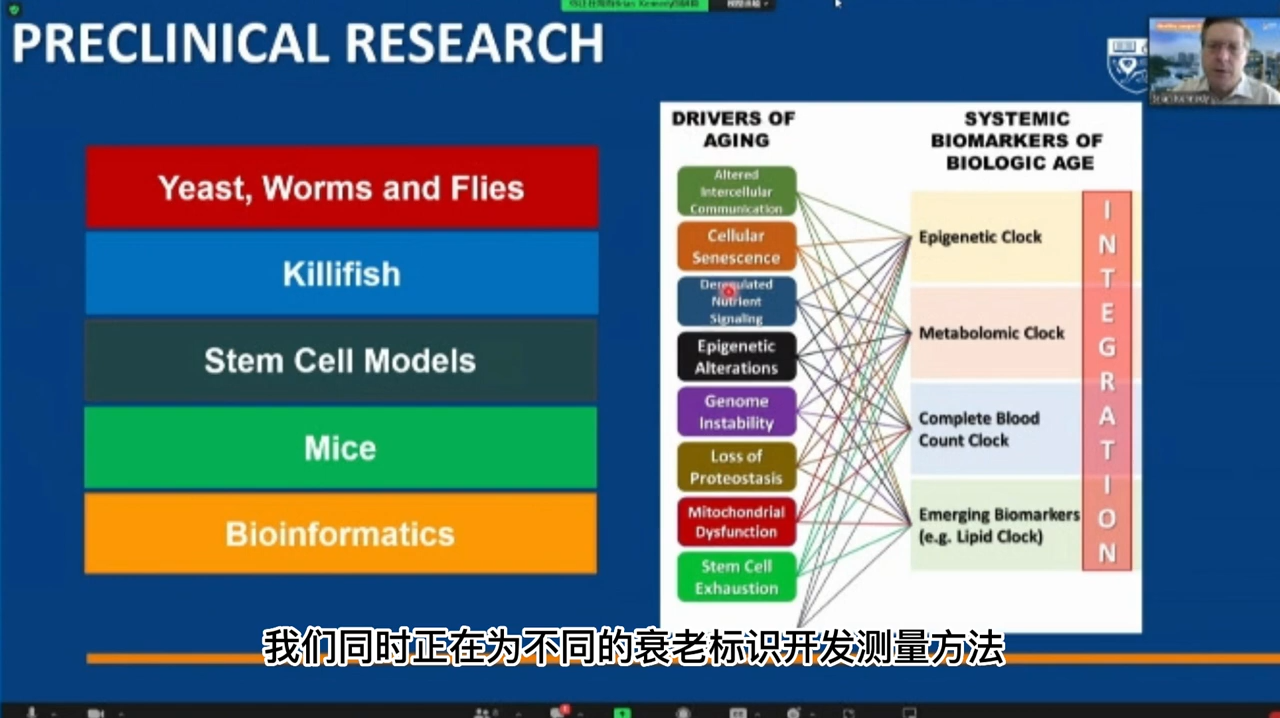 PRECLINICAL RESEARCH
Brian Kennedy
Yeast, Worms and Flies
Killifish
Stem Cell Models
Mice
Bioinformatics
DRIVERS OF
AGING
Altered
Intercellular
Communication
Cellular
Senescence
Deregulated
Nutrient
Signaling
Epigenetic
Alterations
Genome
Instability
Loss of
Proteostasis
Mitochondrial
Dysfunction
Stem Cell
Exhaustion
SYSTEMIC
BIOMARKERS OF
BIOLOGIC AGE
Epigenetic Clock
Metabolomic Clock
Complete Blood
Count Clock
Emerging Biomarkers
(e.g. Lipid Clock)
INTEGRATION
我们同时正在为不同的衰老标识开发测量方法